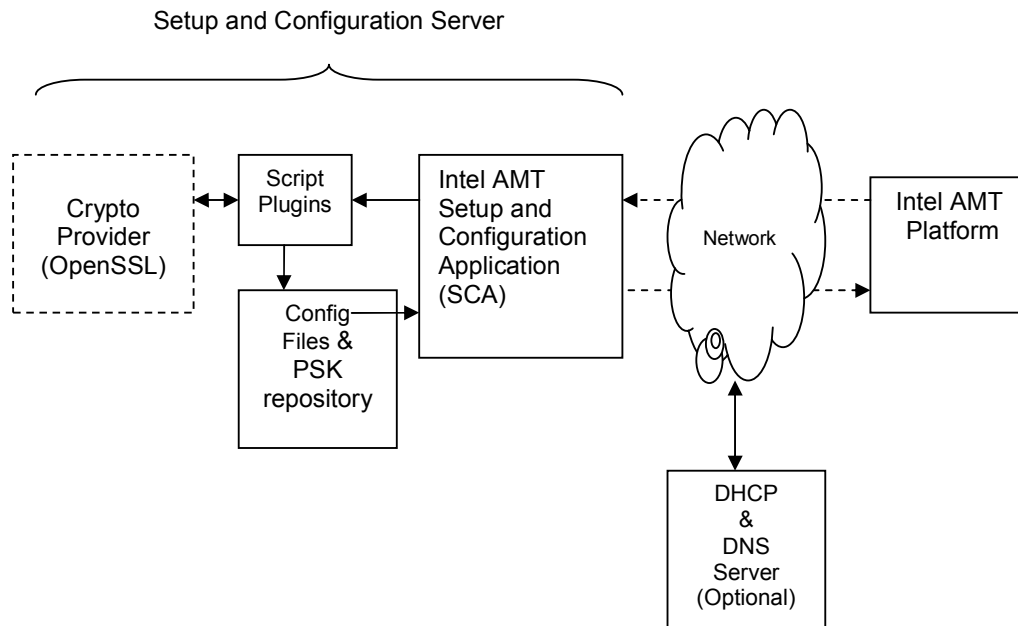 Setup and Configuration Server
Crypto
Provider
(OpenSSL)
Script
Plugins
Config
Files &
PSK
repository
Intel AMT
Setup and
Configuration
Application
(SCA)
Network
Intel AMT
Platform
DHCP
&
DNS
Server
(Optional)